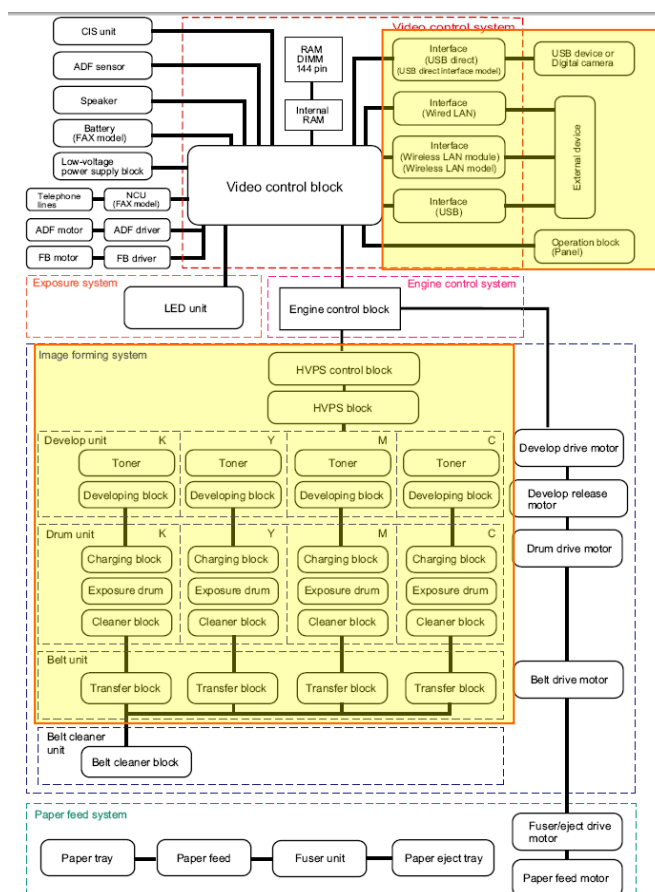 Video control system
CIS unit
ADF sensor
Speaker
Battery
(FAX model)
Low-voltage
power supply block
Telephone
lines
NCU
(FAX model)
ADF motor
ADF driver
FB motor
FB driver
RAM
DIMM
144 pin
Internal
RAM
Video control block
Interface
(USB direct)
(USB direct interface model)
USB device or
Digital camera
Interface
(Wired LAN)
Interface
(Wireless LAN module)
(Wireless LAN model)
Interface
(USB)
External device
Operation block
(Panel)
Exposure system
LED unit
Engine control system
Engine control block
Image forming system
HVPS control block
HVPS block
Develop unit
K
Y
M
C
Toner
Toner
Toner
Toner
Developing block
Developing block
Developing block
Developing block
Drum unit
K
Y
M
C
Charging block
Charging block
Charging block
Charging block
Exposure drum
Exposure drum
Exposure drum
Exposure drum
Cleaner block
Cleaner block
Cleaner block
Cleaner block
Belt unit
Transfer block
Transfer block
Transfer block
Transfer block
Belt cleaner
unit
Belt cleaner block
Develop drive motor
Develop release
motor
Drum drive motor
Belt drive motor
Paper feed system
Paper tray
Paper feed
Fuser unit
Paper eject tray
Fuser/eject drive
motor
Paper feed motor